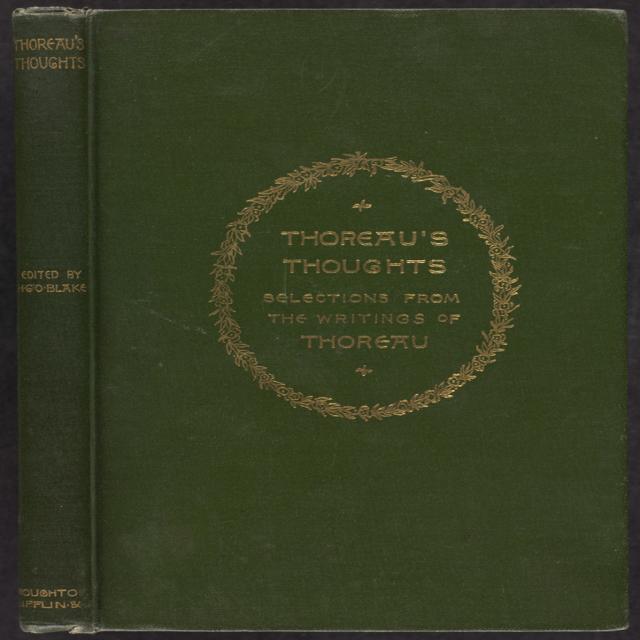 THOREAU'S
THOUGHTS
EDITED BY
H·G·O·BLAKE
THOREAU'S
THOUGHTS
SELECTIONS FROM
THE WRITINGS OF
THOREAU